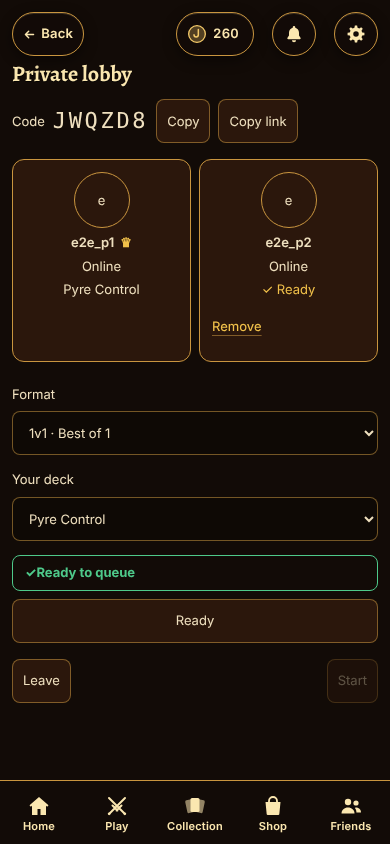 ← Back
J 260
Private lobby
Code JWQZD8 Copy Copy link
e
e2e_p1
Online
Pyre Control
e
e2e_p2
Online
✓ Ready
Remove
Format
1v1 · Best of 1
Your deck
Pyre Control
✓Ready to queue
Ready
Leave Start
Home Play Collection Shop Friends